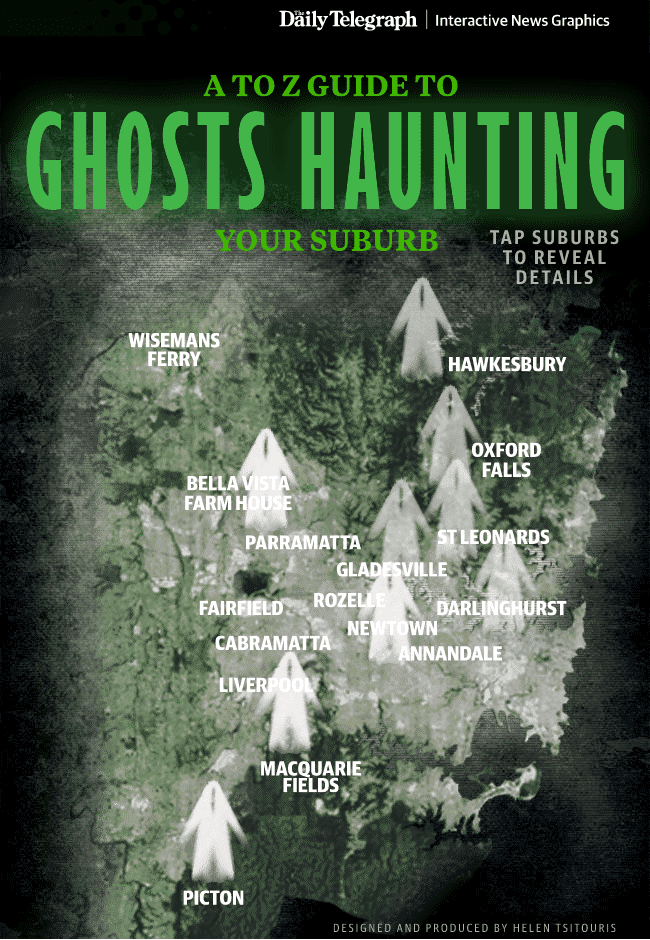 The Daily Telegraph | Interactive News Graphics
A TO Z GUIDE TO
GHOSTS HAUNTING
YOUR SUBURB
TAP SUBURBS
TO REVEAL
DETAILS
WISEMANS
FERRY
HAWKESBURY
OXFORD
FALLS
BELLA VISTA
FARM HOUSE
PARRAMATTA
ST LEONARDS
GLADESVILLE
FAIRFIELD
ROZELLE
DARLINGHURST
NEWTOWN
CABRAMATTA
ANNANDALE
LIVERPOOL
MACQUARIE
FIELDS
PICTON
DESIGNED AND PRODUCED BY HELEN TSITOURIS